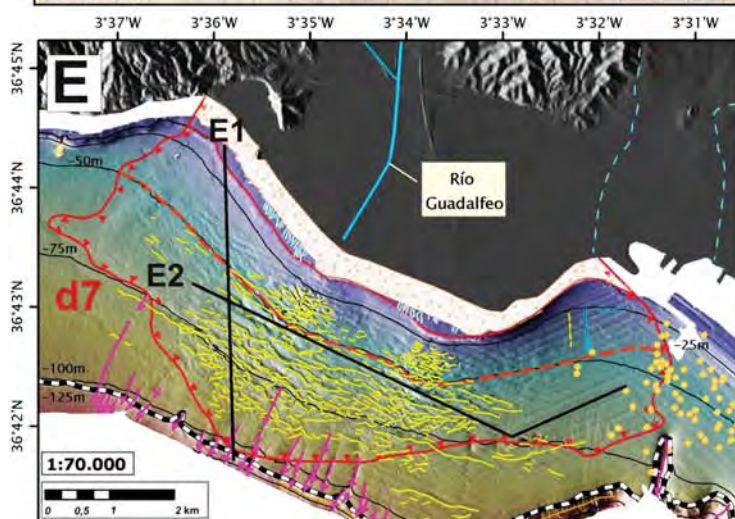 3°37'W 3°36'W 3°35'W 3°34'W 3°33'W 3°32'W 3°31'W
36°45'N
36°44'N
36°43'N
36°42'N
E
E1
Río
Guadalfeo
-50m
-75m
E2
d7
-25m
-100m
-125m
1:70.000
0 0,5 1 2 km